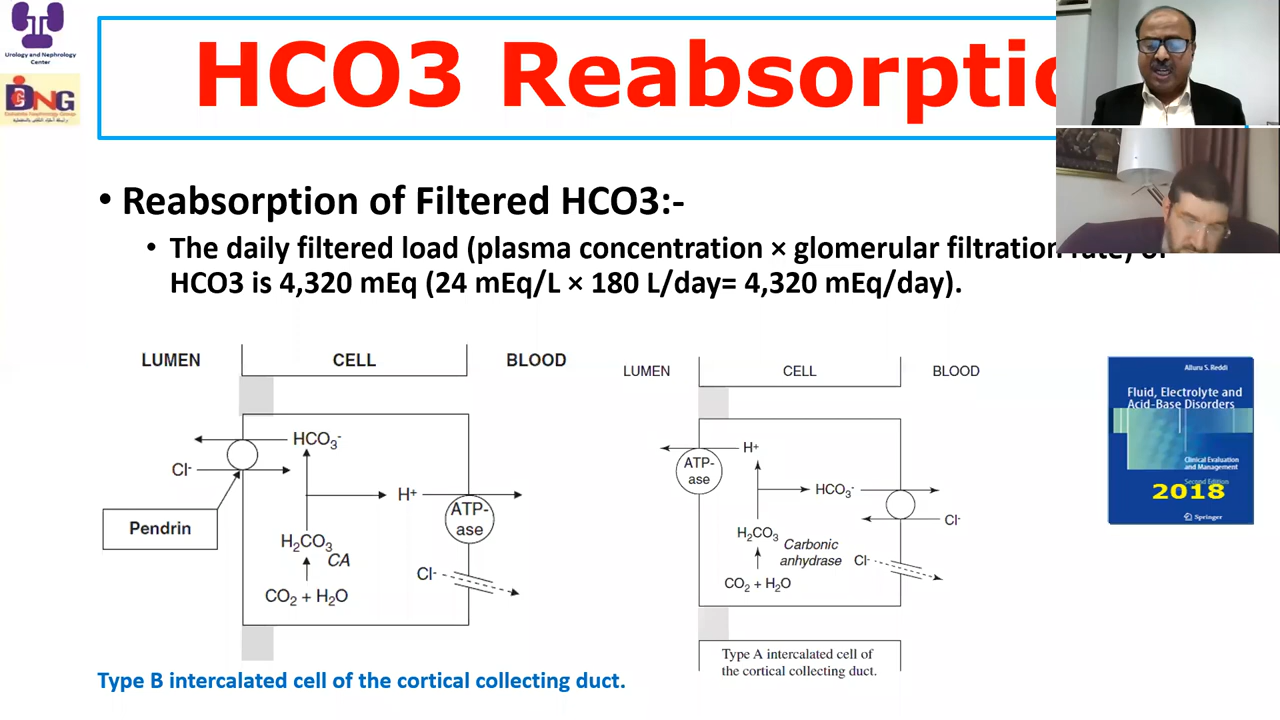 Urology and Nephrology
Center
DNG
HCO3 Reabsorptio
• Reabsorption of Filtered HCO3:-
• The daily filtered load (plasma concentration × glomerular filtration rate) of
HCO3 is 4,320 mEq (24 mEq/L × 180 L/day= 4,320 mEq/day).
LUMEN CELL BLOOD
HCO3-
Cl-
Pendrin
H+
ATP-
ase
H2CO3
CA
Cl-
CO2 + H2O
Type B intercalated cell of the cortical collecting duct.
LUMEN CELL BLOOD
H+
ATP-
ase
HCO3-
Cl-
H2CO3
Carbonic
anhydrase
Cl-
CO2 + H2O
Type A intercalated cell of
the cortical collecting duct.
Alluru S. Reddi
Fluid, Electrolyte and
Acid-Base Disorders
Clinical Evaluation
and Management
Second Edition
2018
Springer